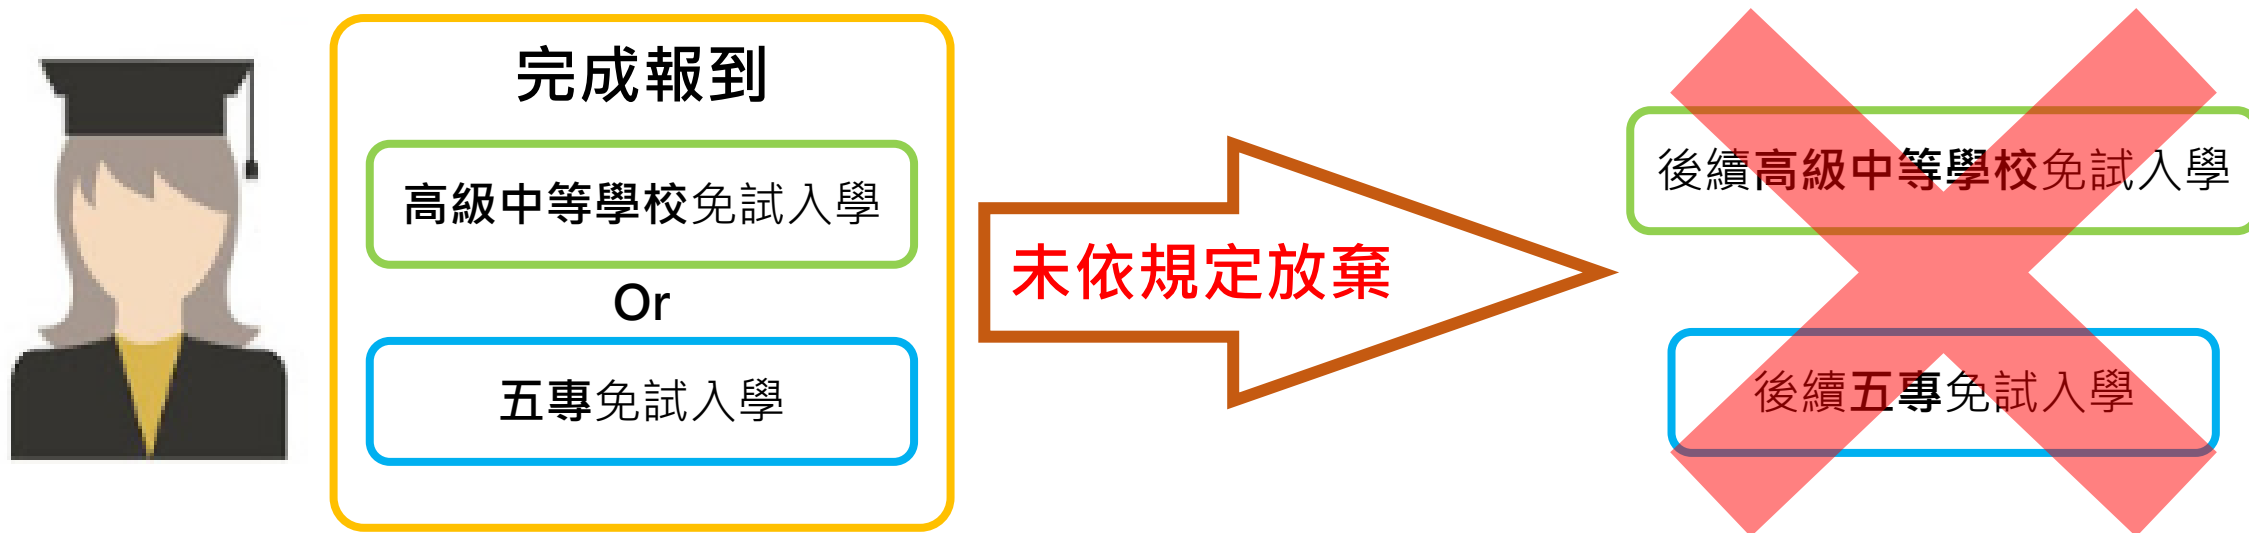 完成報到
高級中等學校免試入學
Or
五專免試入學
未依規定放棄
後續高級中等學校免試入學
後續五專免試入學